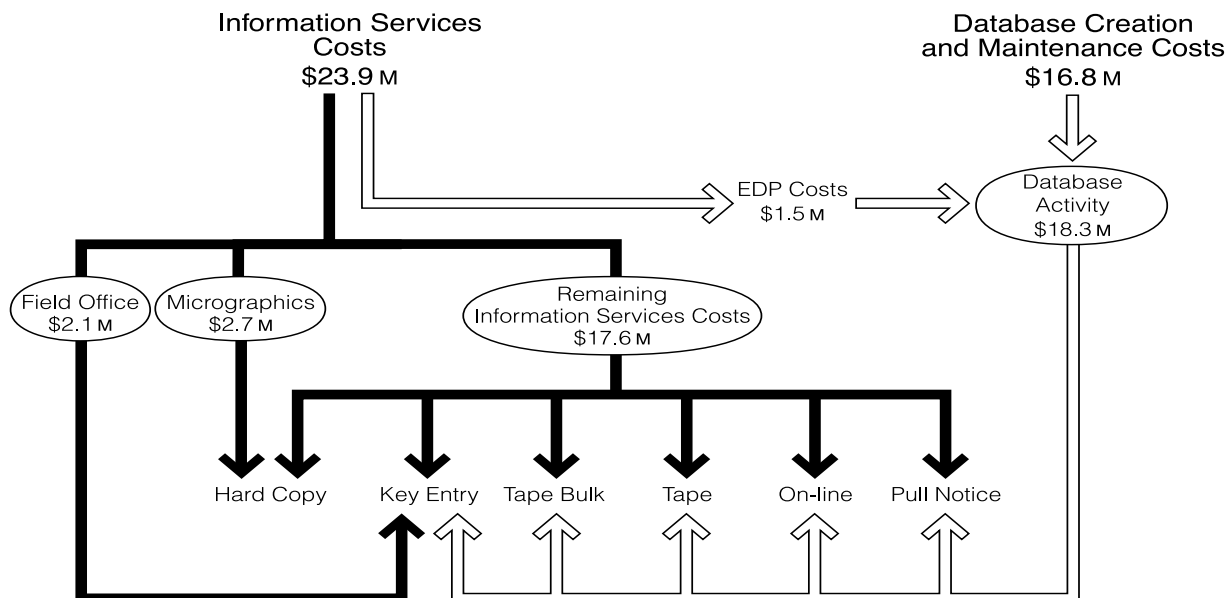 Information Services
Costs
$23.9 M
Database Creation
and Maintenance Costs
$16.8 M
EDP Costs
$1.5 M
Database
Activity
$18.3 M
Field Office
$2.1 M
Micrographics
$2.7 M
Remaining
Information Services Costs
$17.6 M
Hard Copy
Key Entry
Tape Bulk
Tape
On-line
Pull Notice